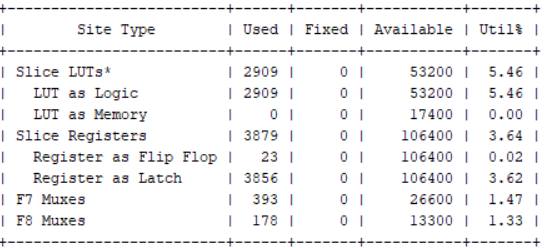 +-------------------------+------+-------+-----------+-------+
| Site Type | Used | Fixed | Available | Util% |
+-------------------------+------+-------+-----------+-------+
| Slice LUTs* | 2909 | 0 | 53200 | 5.46 |
| LUT as Logic | 2909 | 0 | 53200 | 5.46 |
| LUT as Memory | 0 | 0 | 17400 | 0.00 |
| Slice Registers | 3879 | 0 | 106400 | 3.64 |
| Register as Flip Flop | 23 | 0 | 106400 | 0.02 |
| Register as Latch | 3856 | 0 | 106400 | 3.62 |
| F7 Muxes | 393 | 0 | 26600 | 1.47 |
| F8 Muxes | 178 | 0 | 13300 | 1.33 |
+-------------------------+------+-------+-----------+-------+